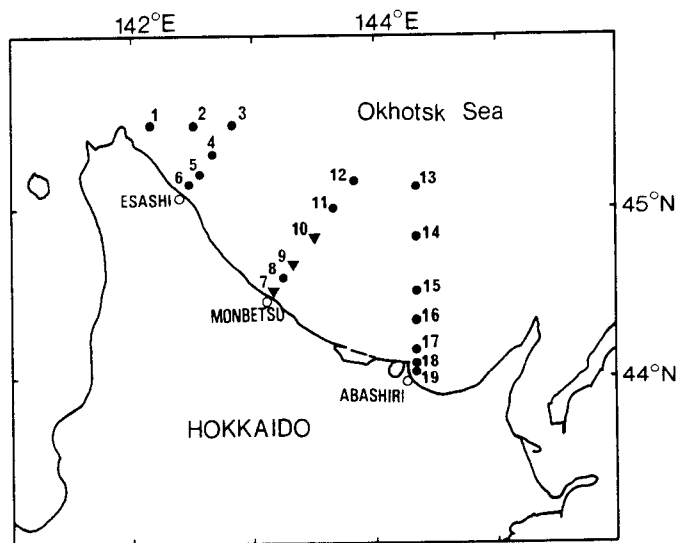 142°E 144°E
1 2 3
Okhotsk Sea
4
5
6
ESASHI
12 13
11
45°N
10
14
9
8
7
15
MONBETSU
16
17
18
19
44°N
ABASHIRI
HOKKAIDO